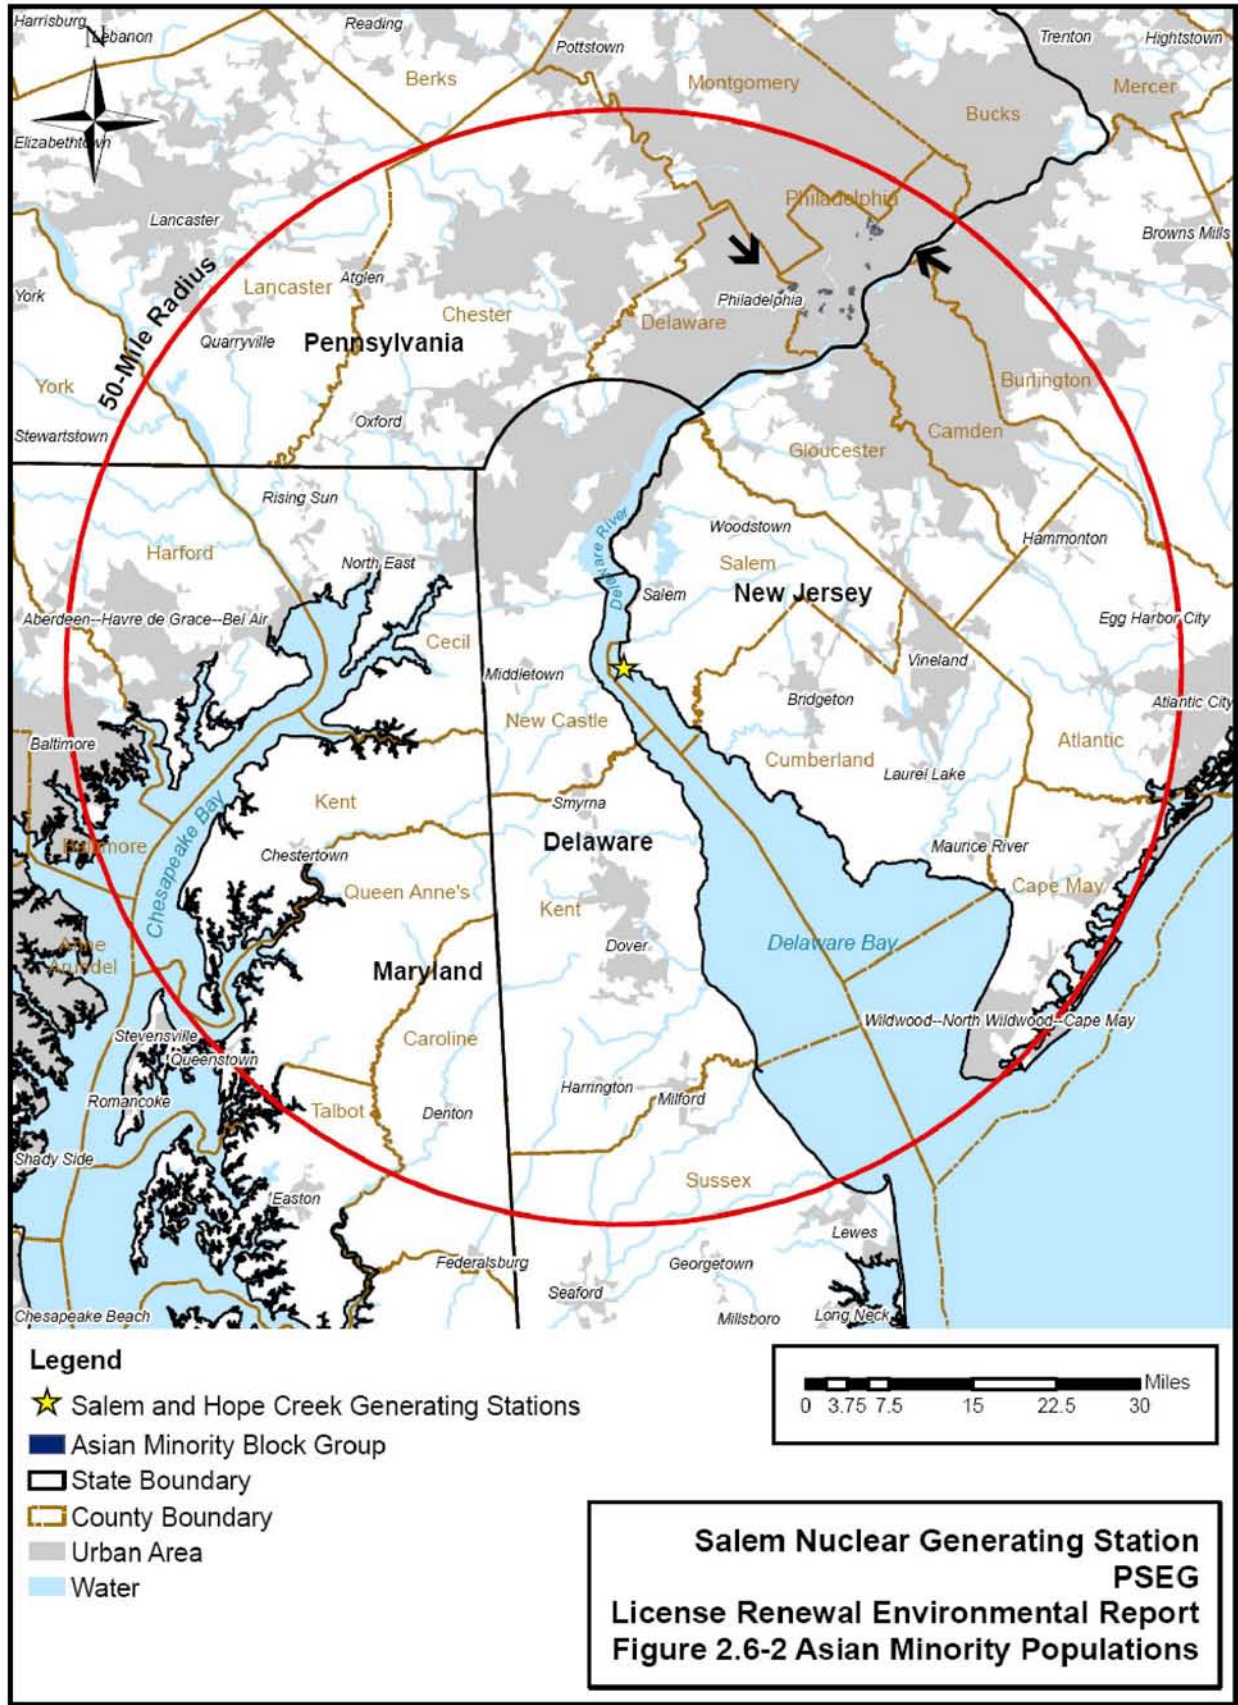 Harrisburg
Reading
Trenton
Hightstown
N
Lebanon
Pottstown
Berks
Montgomery
Mercer
Bucks
Elizabethtown
Philadelphia
Lancaster
Browns Mills
50-Mile Radius
Atglen
Lancaster
York
Philadelphia
Chester
Delaware
Quarryville
Pennsylvania
York
Burlington
Oxford
Stewartstown
Camden
Gloucester
Rising Sun
Delaware River
Woodstown
Hammonton
Harford
North East
Salem
New Jersey
Salem
Aberdeen--Havre de Grace--Bel Air
Egg Harbor City
Cecil
Middletown
Vineland
Bridgeton
Atlantic City
New Castle
Baltimore
Atlantic
Cumberland
Laurel Lake
Kent
Smyrna
Chesapeake Bay
Delaware
Baltimore
Maurice River
Chestertown
Queen Anne's
Cape May
Kent
Anne
Arundel
Dover
Delaware Bay
Maryland
Wildwood--North Wildwood--Cape May
Stevensville
Caroline
Queenstown
Harrington
Romancoke
Milford
Talbot
Denton
Shady Side
Sussex
Easton
Lewes
Federalsburg
Georgetown
Seaford
Chesapeake Beach
Millsboro
Long Neck
Legend
Salem and Hope Creek Generating Stations
Asian Minority Block Group
State Boundary
County Boundary
Urban Area
Water
Miles
0 3.75 7.5 15 22.5 30
Salem Nuclear Generating Station
PSEG
License Renewal Environmental Report
Figure 2.6-2 Asian Minority Populations